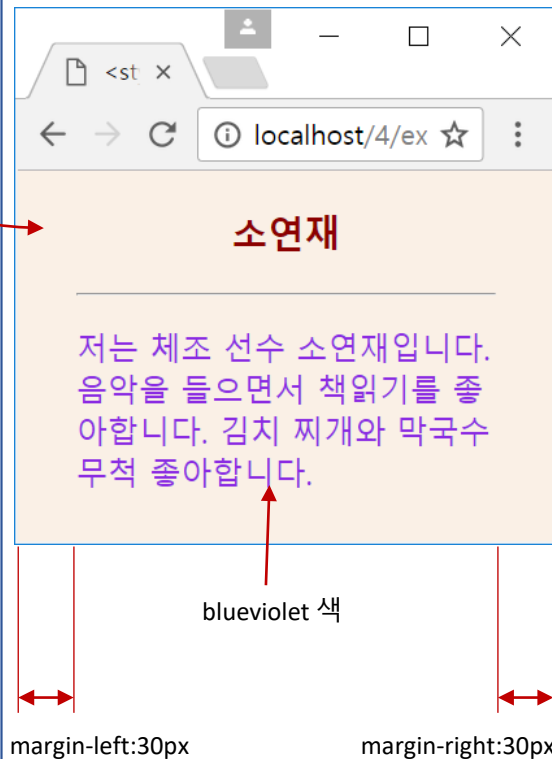 <st
localhost/4/ex
소연재
저는 체조 선수 소연재입니다.
음악을 들으면서 책읽기를 좋
아합니다. 김치 찌개와 막국수
무척 좋아합니다.
blueviolet 색
margin-left:30px
margin-right:30px